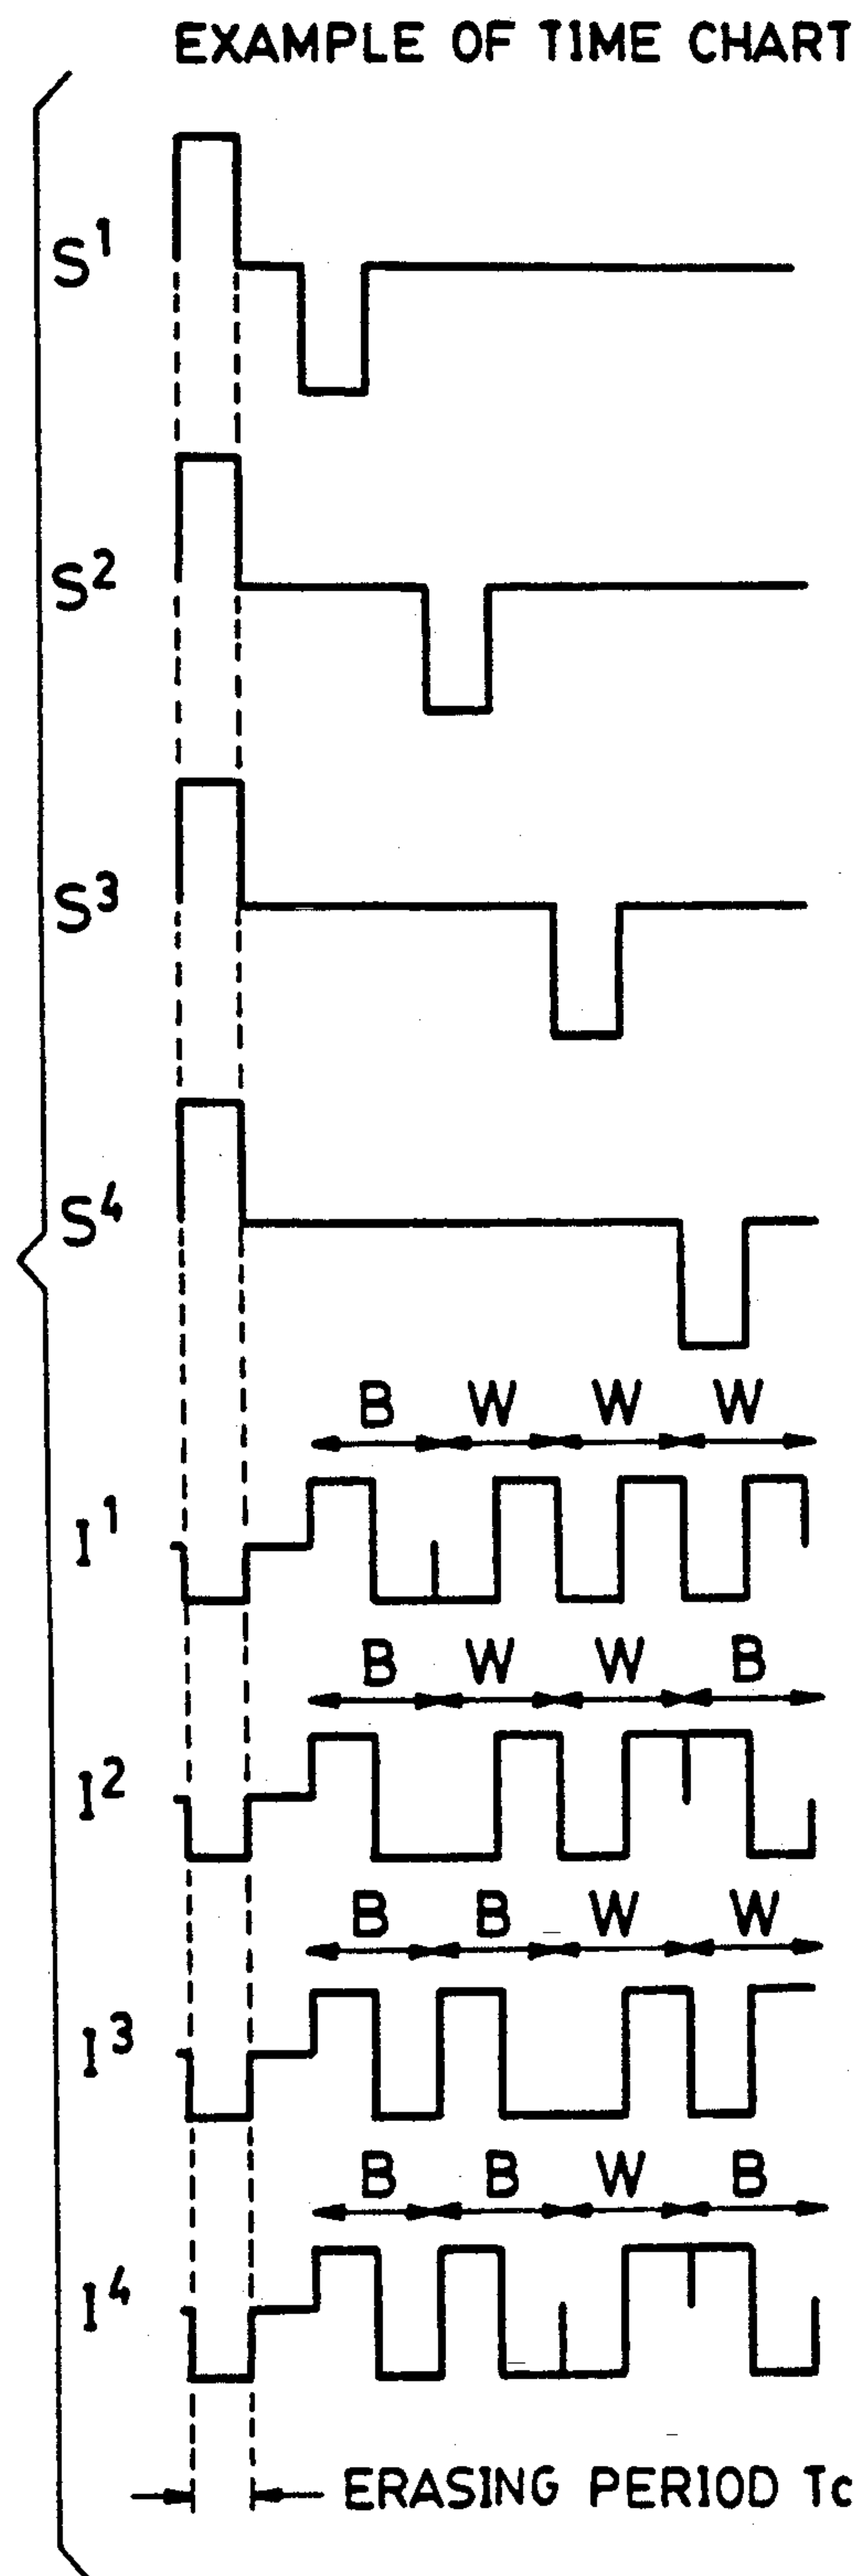 EXAMPLE OF TIME CHART
S¹
S²
S³
S⁴
B W W W
I¹
B W W B
I²
B B W W
I³
B B W B
I⁴
ERASING PERIOD Tc